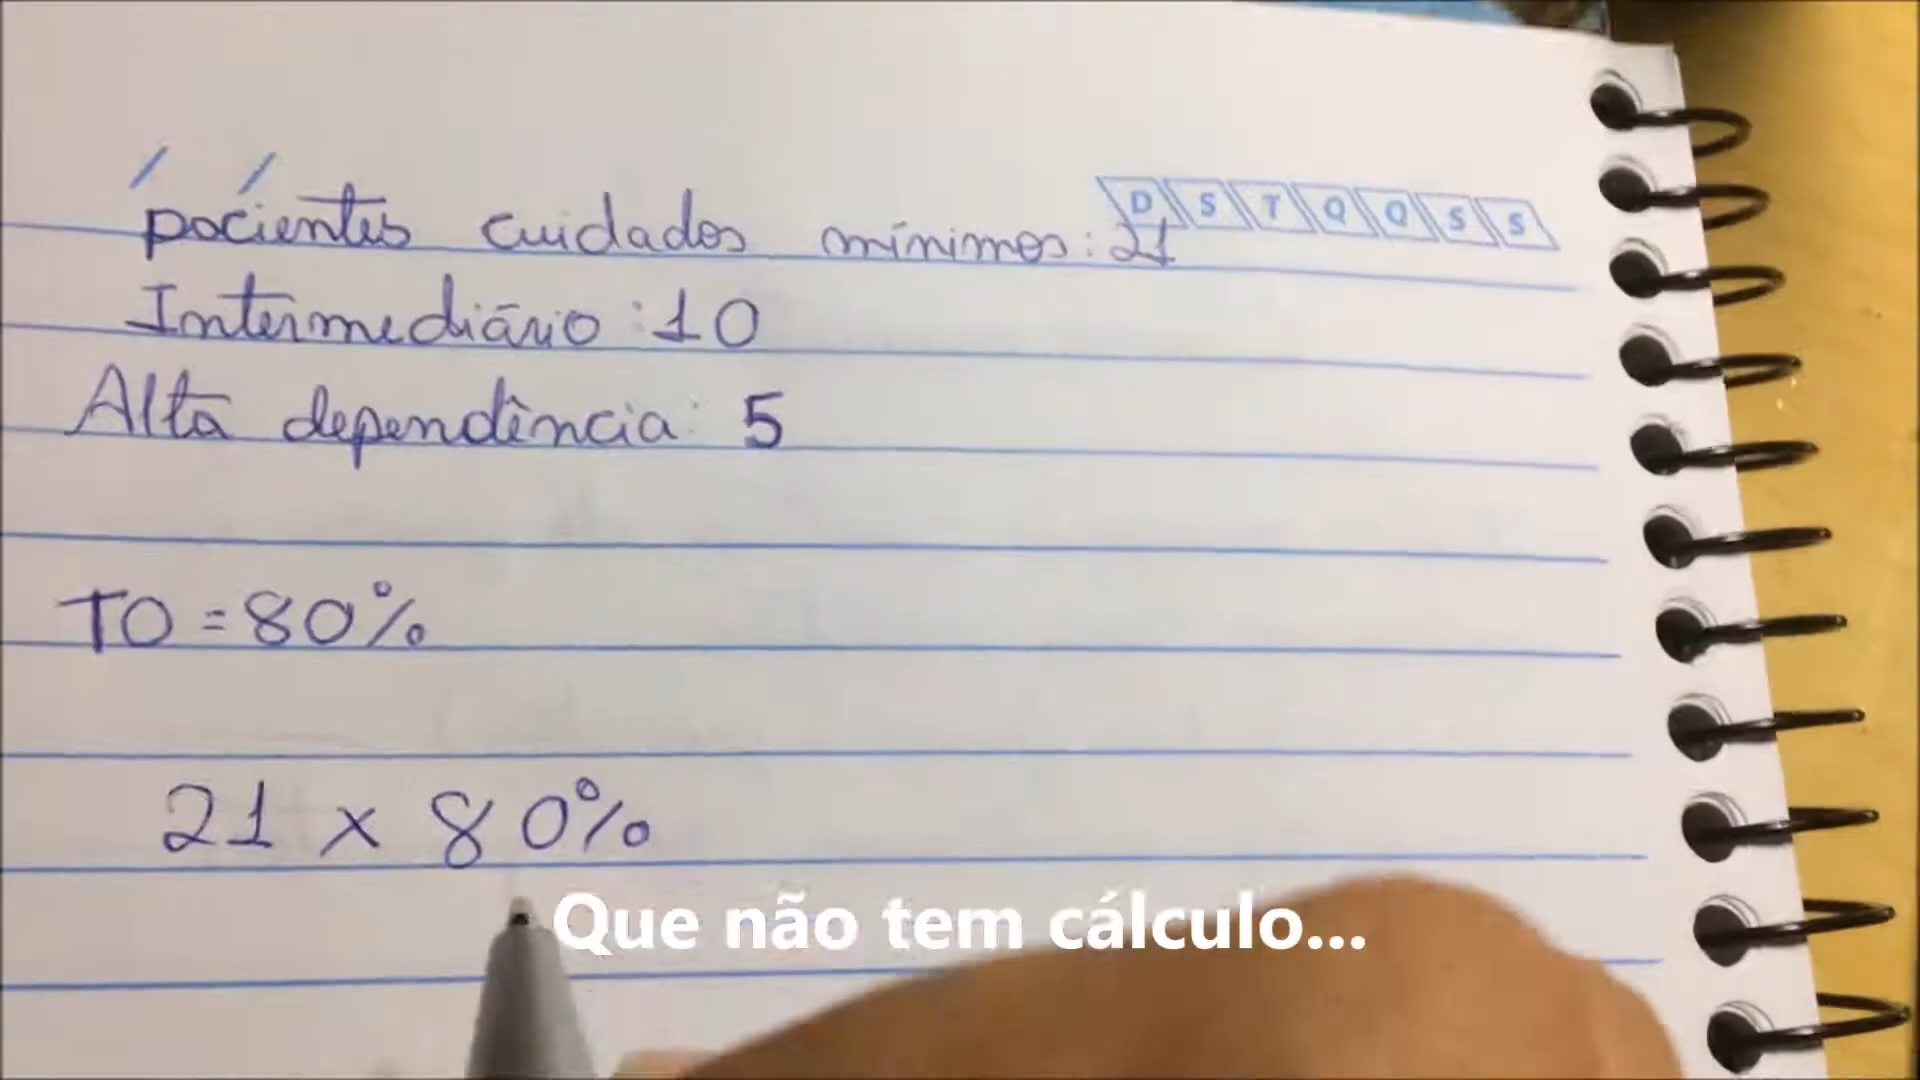 D S T Q Q S S
pacientes cuidados mínimos: 21
Intermediário: 10
Alta dependência: 5
TO = 80%
21 x 80%
Que não tem cálculo...